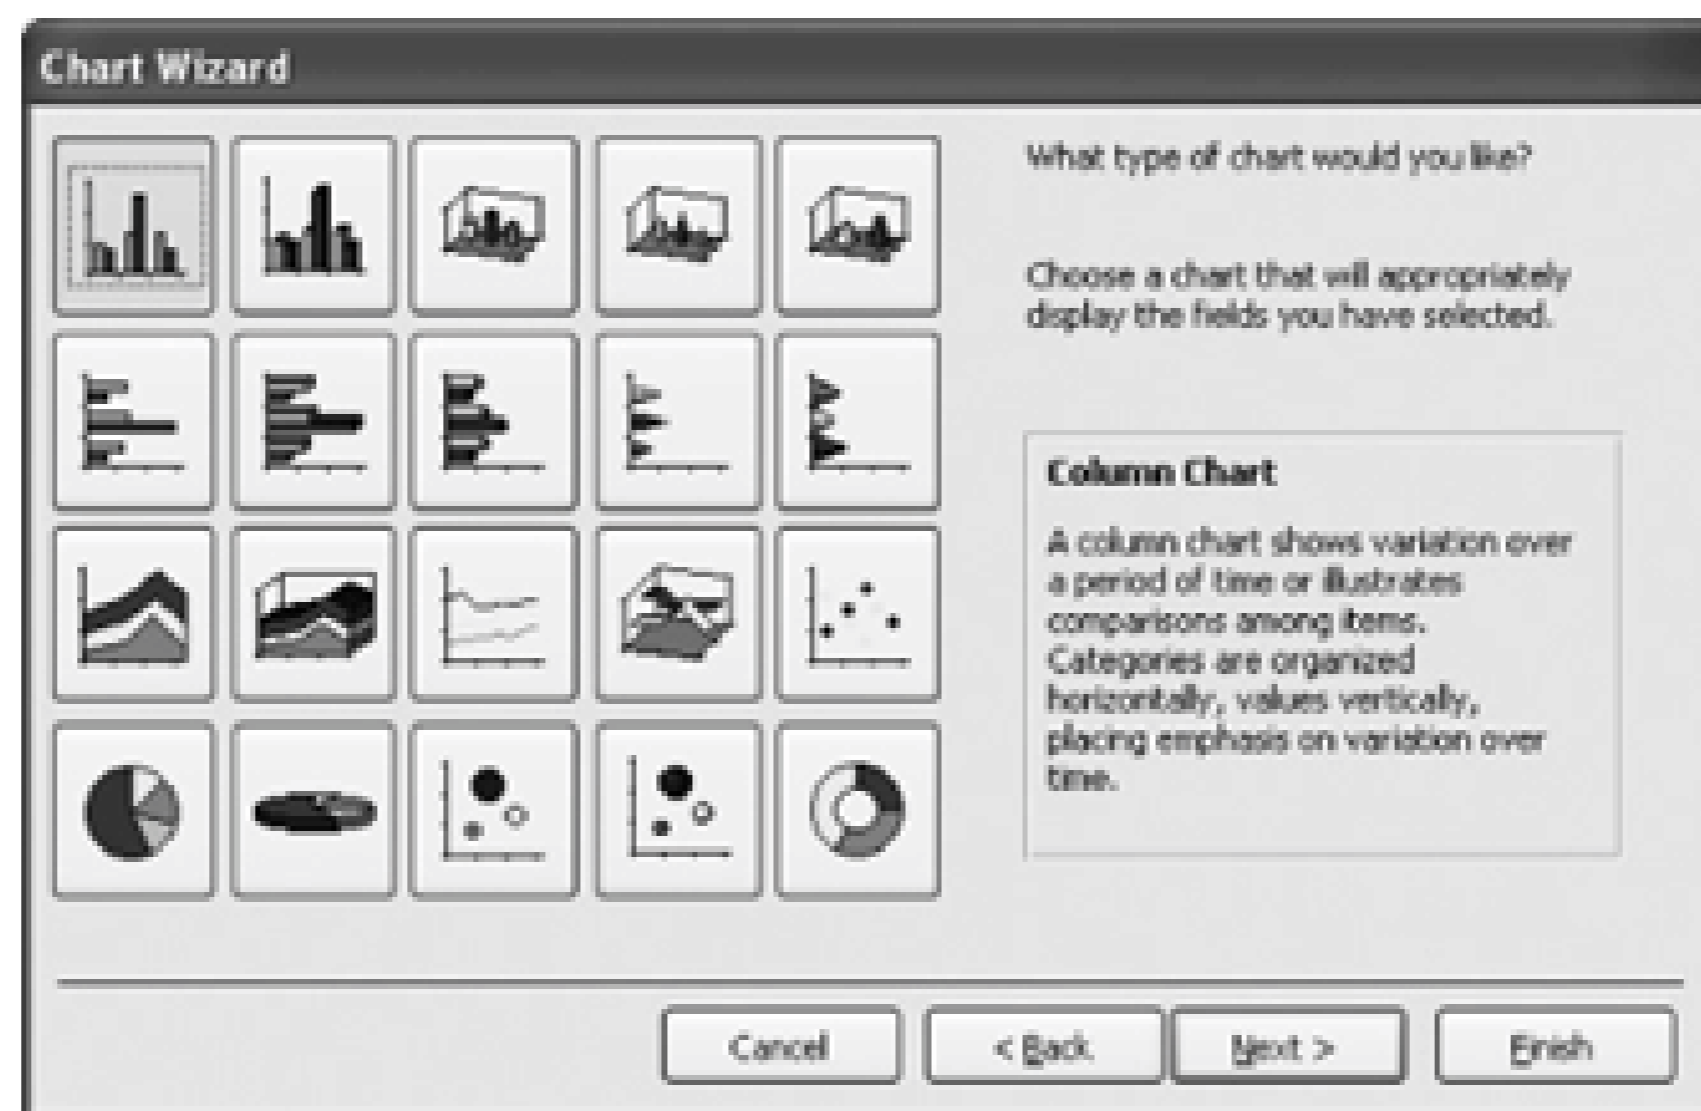 Chart Wizard
What type of chart would you like?
Choose a chart that will appropriately
display the fields you have selected.
Column Chart
A column chart shows variation over
a period of time or illustrates
comparisons among items.
Categories are organized
horizontally, values vertically,
placing emphasis on variation over
time.
Cancel
< Back
Next >
Finish